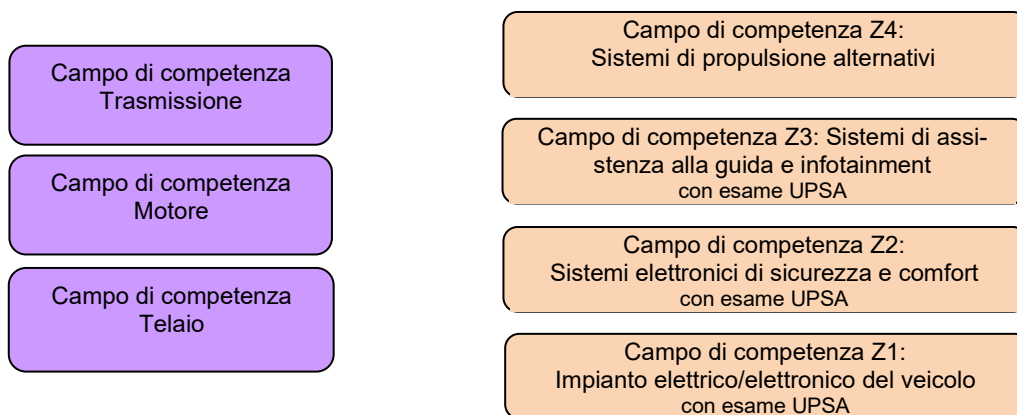 Campo di competenza
Trasmissione
Campo di competenza
Motore
Campo di competenza
Telaio
Campo di competenza Z4:
Sistemi di propulsione alternativi
Campo di competenza Z3: Sistemi di assi-
stenza alla guida e infotainment
con esame UPSA
Campo di competenza Z2:
Sistemi elettronici di sicurezza e comfort
con esame UPSA
Campo di competenza Z1:
Impianto elettrico/elettronico del veicolo
con esame UPSA